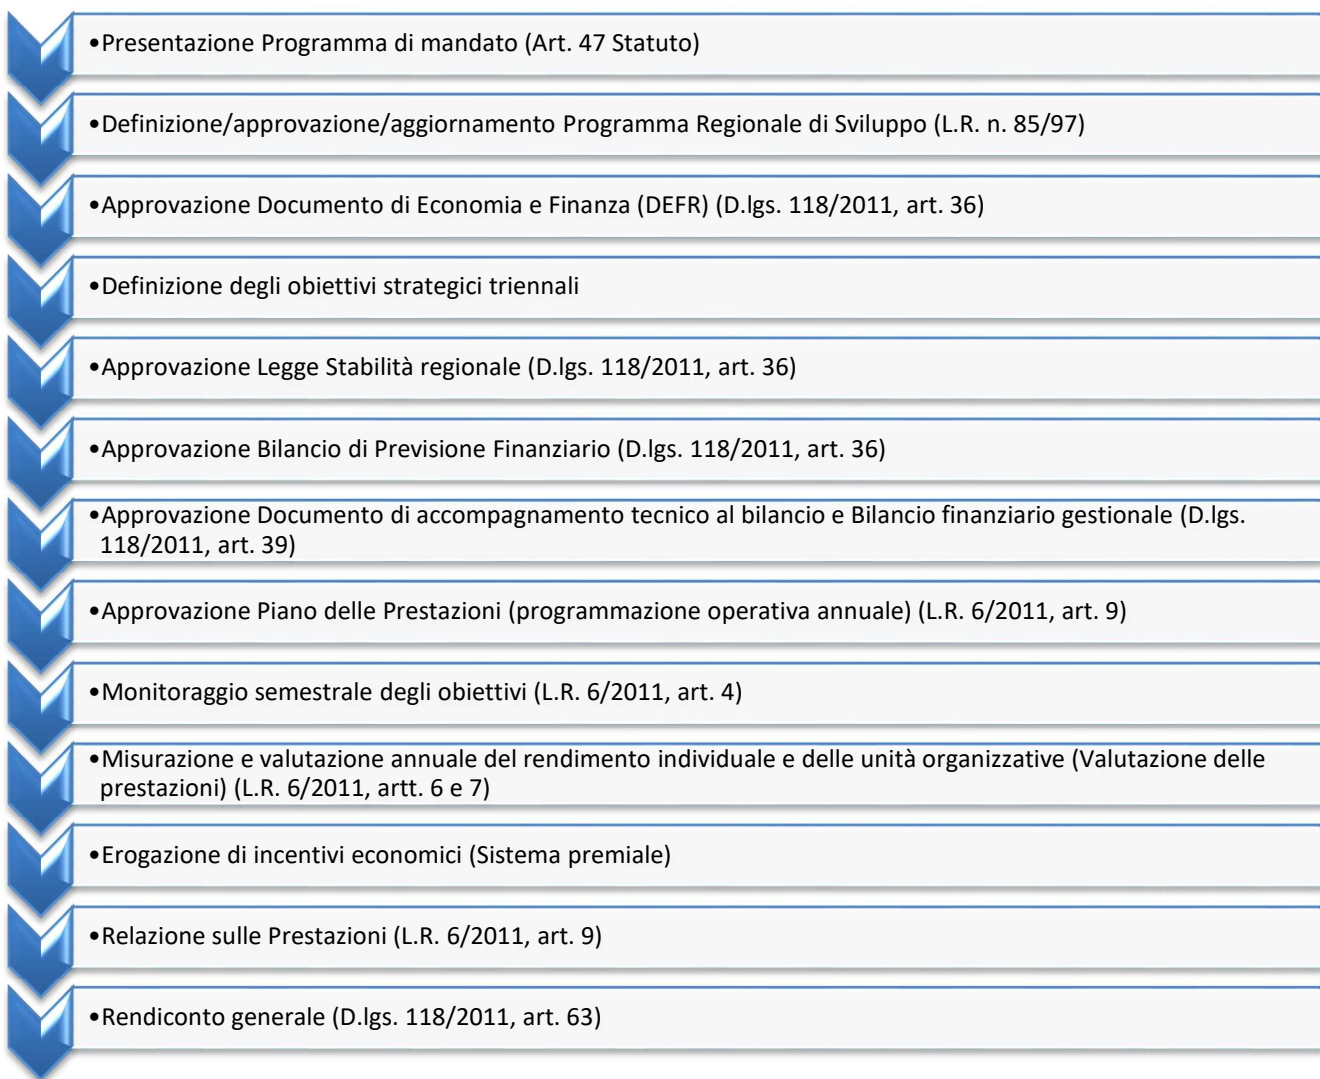 •Presentazione Programma di mandato (Art. 47 Statuto)
•Definizione/approvazione/aggiornamento Programma Regionale di Sviluppo (L.R. n. 85/97)
•Approvazione Documento di Economia e Finanza (DEFR) (D.lgs. 118/2011, art. 36)
•Definizione degli obiettivi strategici triennali
•Approvazione Legge Stabilità regionale (D.lgs. 118/2011, art. 36)
•Approvazione Bilancio di Previsione Finanziario (D.lgs. 118/2011, art. 36)
•Approvazione Documento di accompagnamento tecnico al bilancio e Bilancio finanziario gestionale (D.lgs.
118/2011, art. 39)
•Approvazione Piano delle Prestazioni (programmazione operativa annuale) (L.R. 6/2011, art. 9)
•Monitoraggio semestrale degli obiettivi (L.R. 6/2011, art. 4)
•Misurazione e valutazione annuale del rendimento individuale e delle unità organizzative (Valutazione delle
prestazioni) (L.R. 6/2011, artt. 6 e 7)
•Erogazione di incentivi economici (Sistema premiale)
•Relazione sulle Prestazioni (L.R. 6/2011, art. 9)
•Rendiconto generale (D.lgs. 118/2011, art. 63)